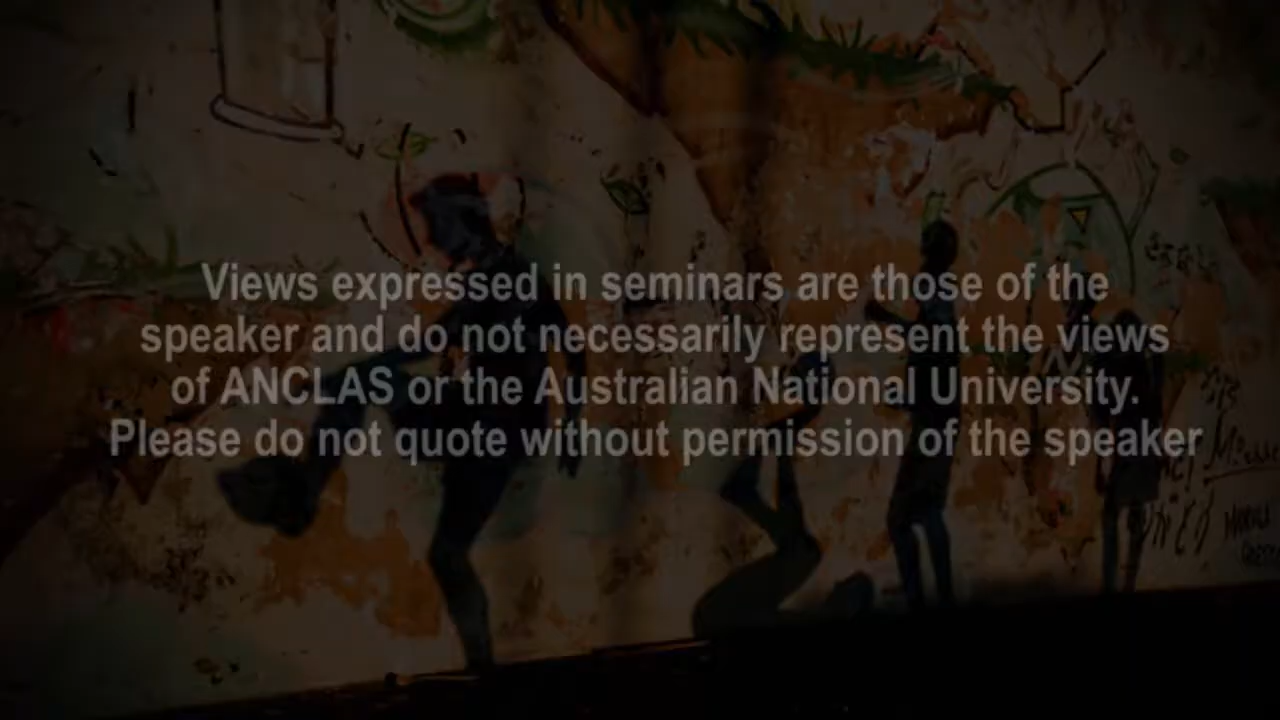 Views expressed in seminars are those of the
speaker and do not necessarily represent the views
of ANCLAS or the Australian National University.
Please do not quote without permission of the speaker